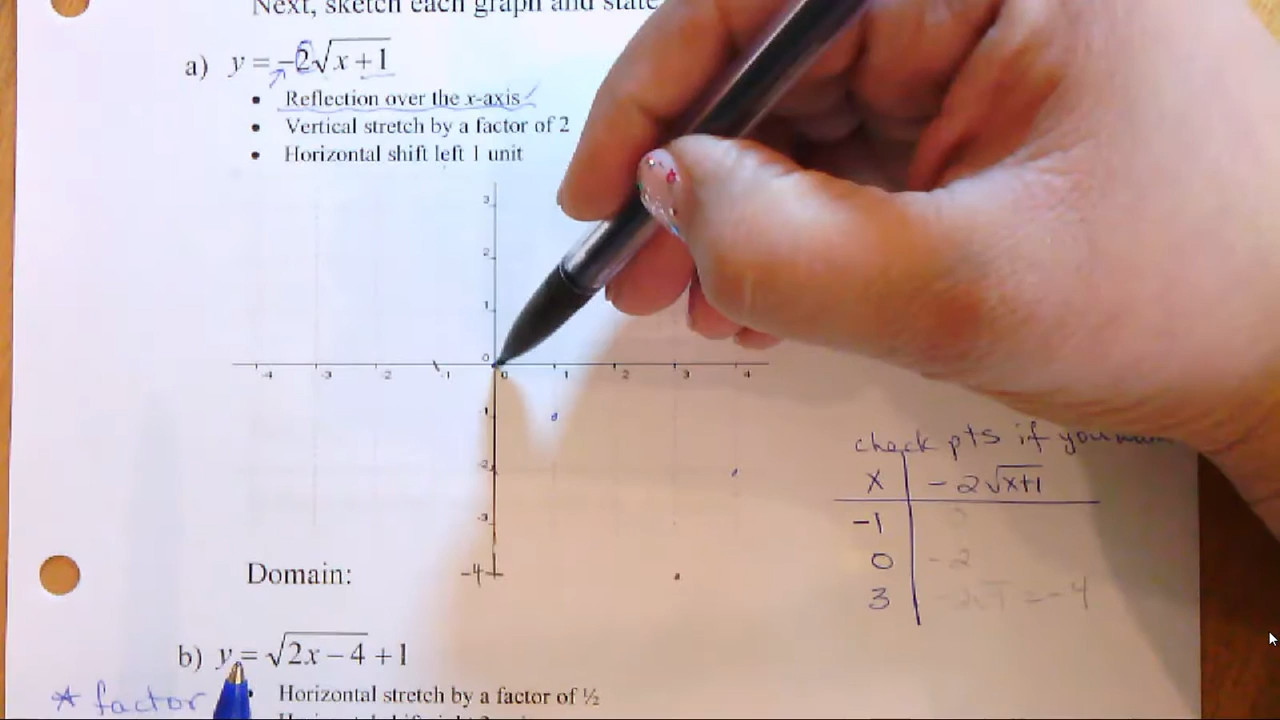 Next, sketch each graph and state
a) y = -2√x + 1
• Reflection over the x-axis
• Vertical stretch by a factor of 2
• Horizontal shift left 1 unit
3
2
1
0
-4 -3 -2 -1 0 1 2 3 4
-1
-2
-3
-4
check pts if you
x -2√x+1
-1
0 -2
3 -2√ = -4
Domain:
b) y = √2x − 4 + 1
* factor
Horizontal stretch by a factor of ½